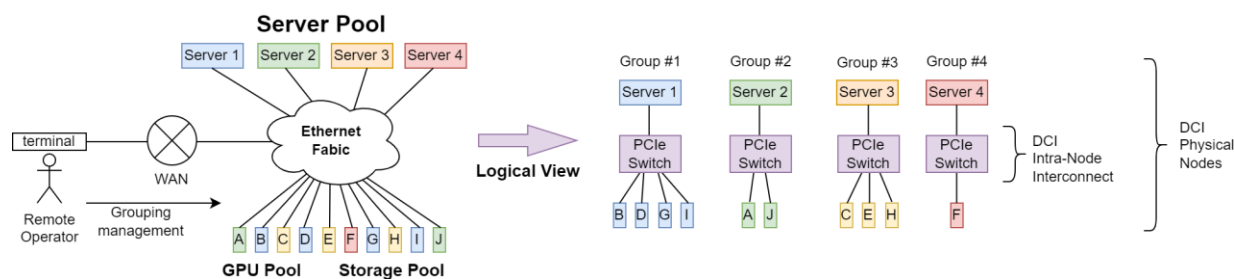 Server Pool
Server 1
Server 2
Server 3
Server 4
Ethernet
Fabic
terminal
WAN
Remote
Operator
Grouping
management
A
B
C
D
E
F
G
H
I
J
GPU Pool
Storage Pool
Logical View
Group #1
Group #2
Group #3
Group #4
Server 1
Server 2
Server 3
Server 4
PCIe
Switch
PCIe
Switch
PCIe
Switch
PCIe
Switch
B
D
G
I
A
J
C
E
H
F
DCI
Intra-Node
Interconnect
DCI
Physical
Nodes